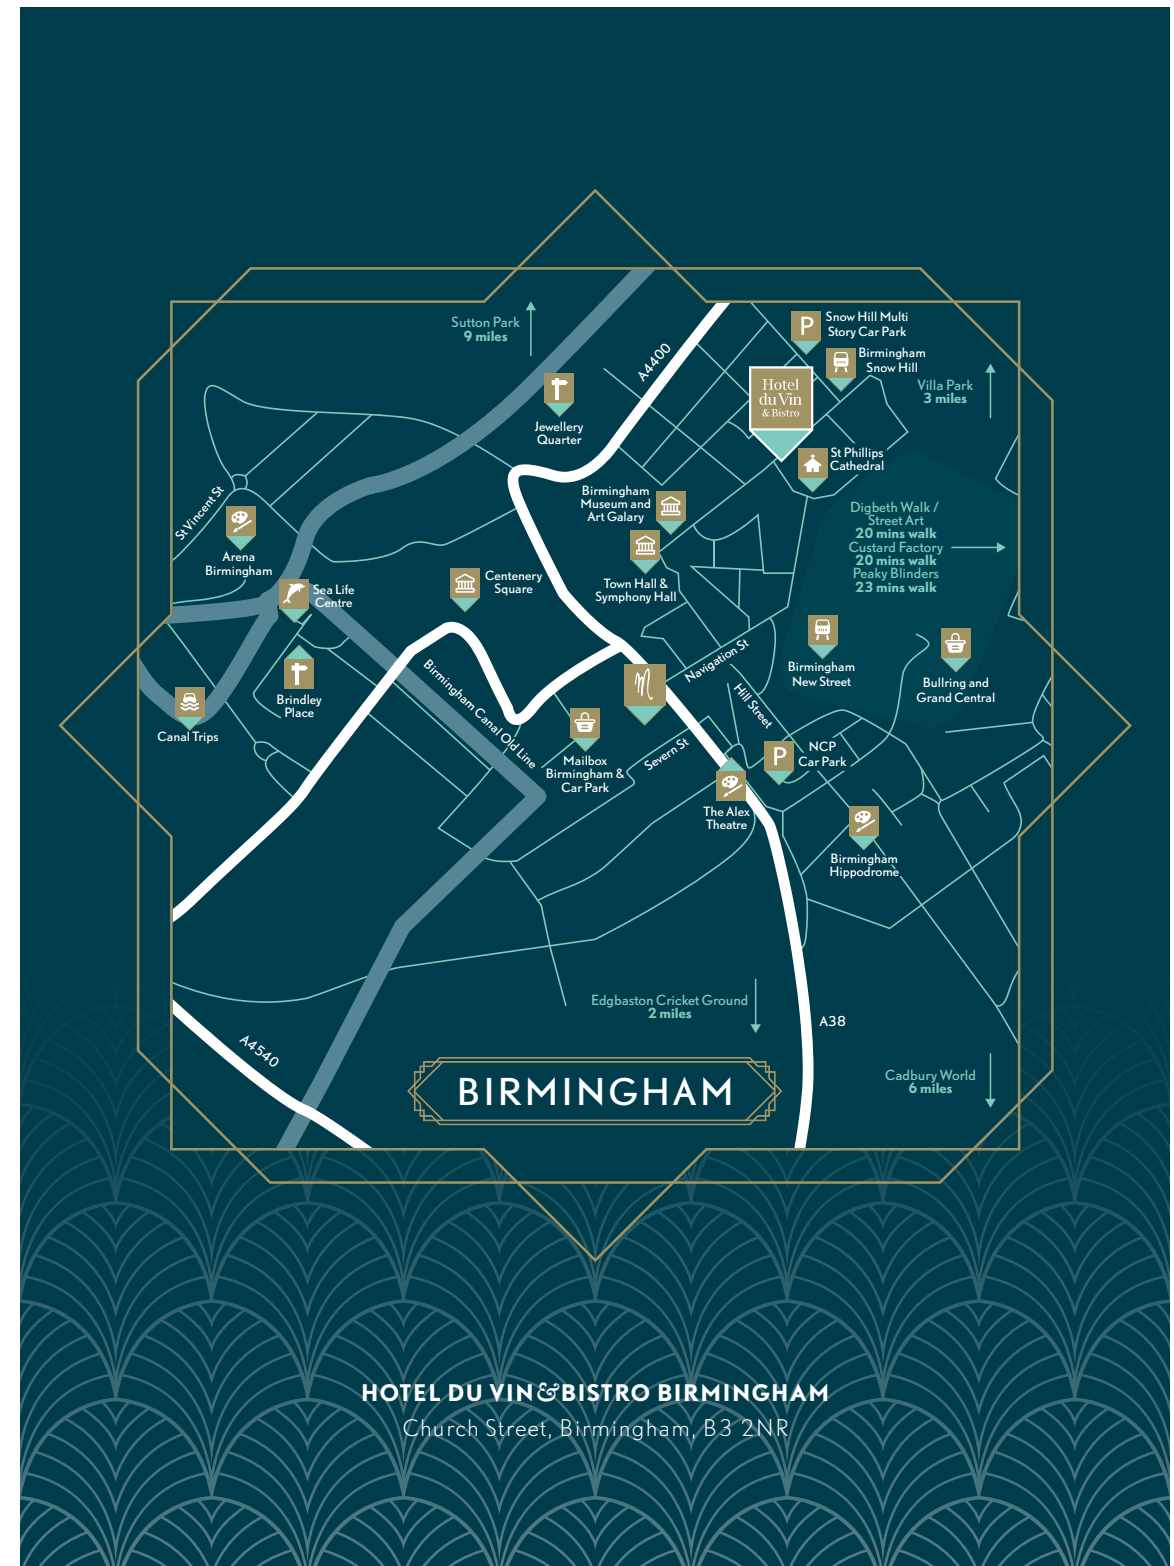 Sutton Park
9 miles
A4400
P
Snow Hill Multi
Story Car Park
Birmingham
Snow Hill
Villa Park
3 miles
Hotel
du Vin
& Bistro
Jewellery
Quarter
St Phillips
Cathedral
St Vincent St
Birmingham
Museum and
Art Galary
Digbeth Walk /
Street Art
20 mins walk
Custard Factory
20 mins walk
Peaky Blinders
23 mins walk
Arena
Birmingham
Sea Life
Centre
Centenery
Square
Town Hall &
Symphony Hall
Navigation St
Birmingham
New Street
Bullring and
Grand Central
Brindley
Place
Canal Trips
Birmingham Canal Old Line
M
Hill Street
Mailbox
Birmingham &
Car Park
Severn St
P
NCP
Car Park
The Alex
Theatre
Birmingham
Hippodrome
Edgbaston Cricket Ground
2 miles
A38
A4540
Cadbury World
6 miles
BIRMINGHAM
HOTEL DU VIN & BISTRO BIRMINGHAM
Church Street, Birmingham, B3 2NR